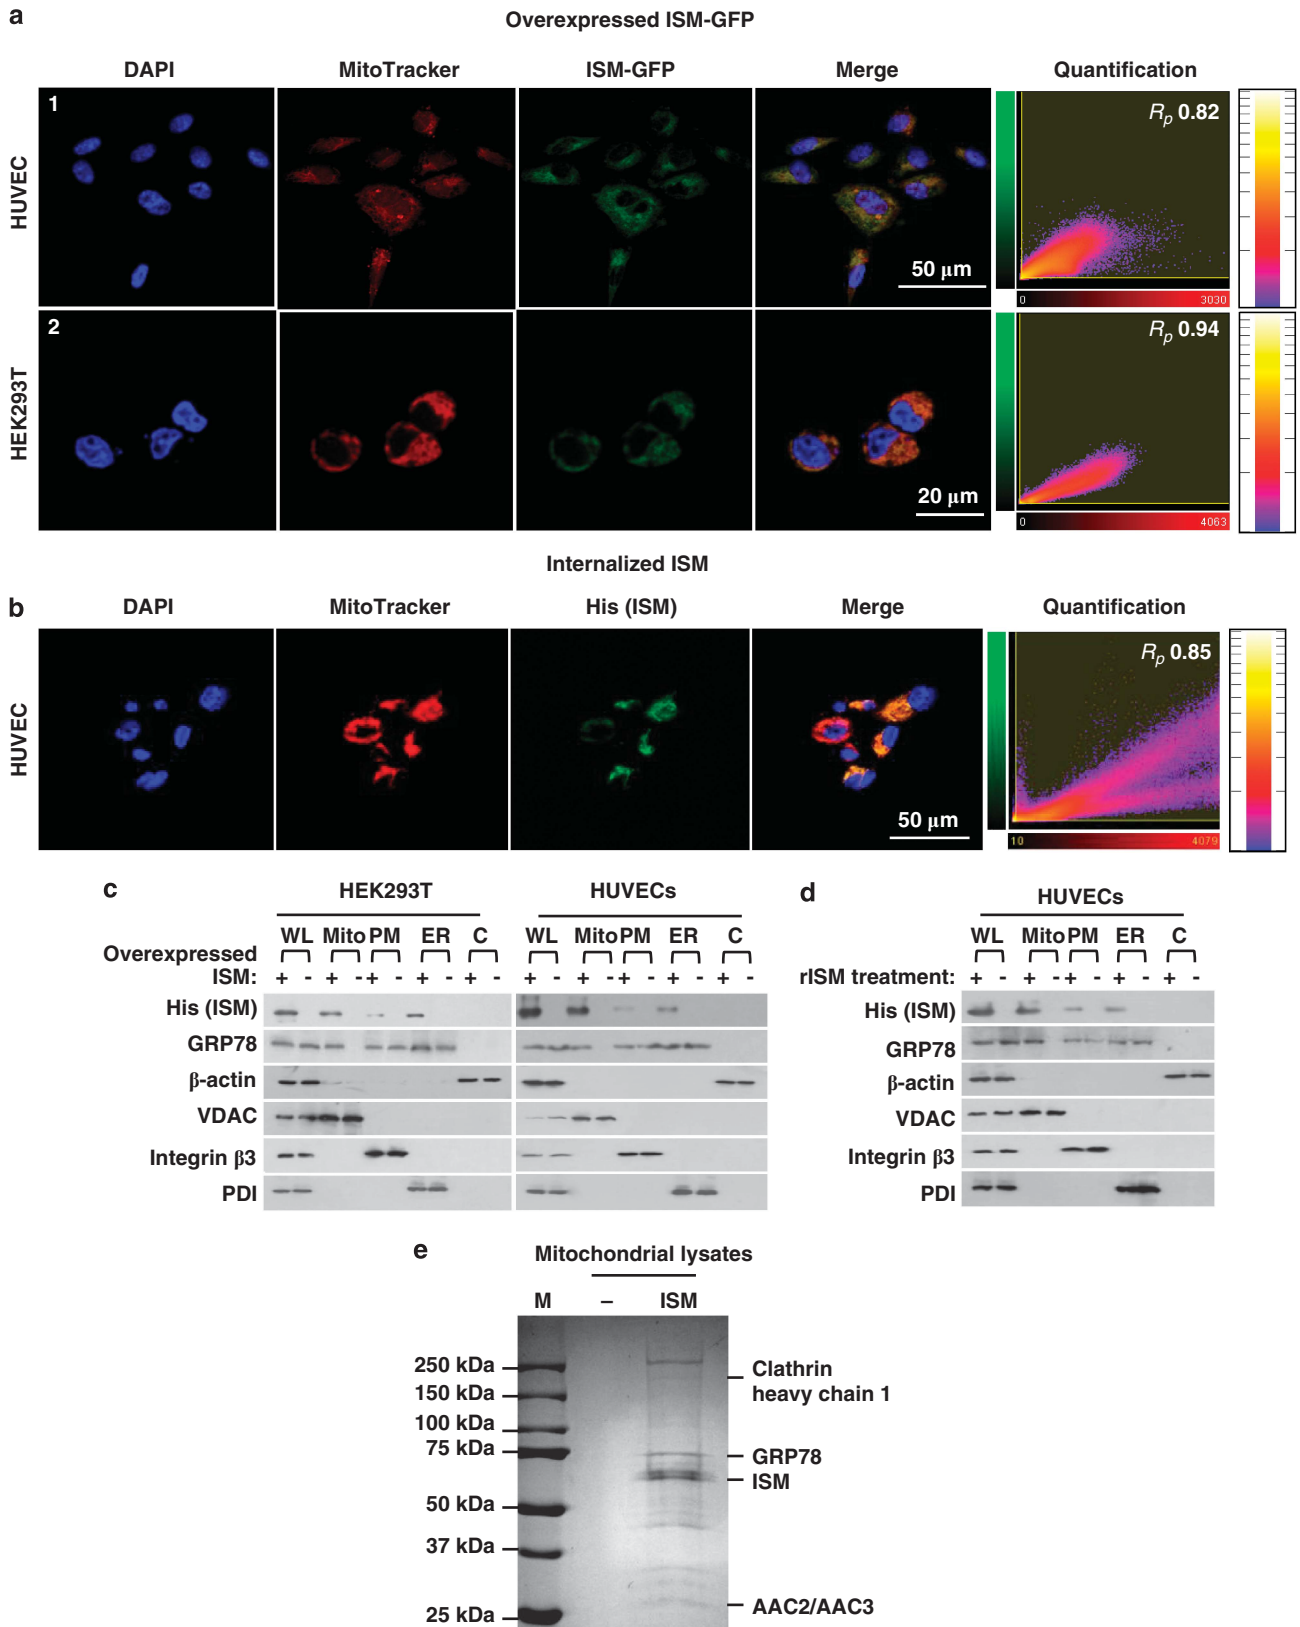 a
Overexpressed ISM-GFP
DAPI MitoTracker ISM-GFP Merge Quantification
HUVEC
1
50 μm
Rp 0.82
0 3030
HEK293T
2
20 μm
Rp 0.94
0 4063
Internalized ISM
b
DAPI MitoTracker His (ISM) Merge Quantification
HUVEC
50 μm
Rp 0.85
10 4079
c
HEK293T HUVECs
WL Mito PM ER C WL Mito PM ER C
Overexpressed
ISM: + - + - + - + - + - + - + - + - + - + -
His (ISM)
GRP78
β-actin
VDAC
Integrin β3
PDI
d
HUVECs
WL Mito PM ER C
rISM treatment: + - + - + - + - + -
His (ISM)
GRP78
β-actin
VDAC
Integrin β3
PDI
e
Mitochondrial lysates
M – ISM
250 kDa
150 kDa
100 kDa
75 kDa
50 kDa
37 kDa
25 kDa
Clathrin
heavy chain 1
GRP78
ISM
AAC2/AAC3